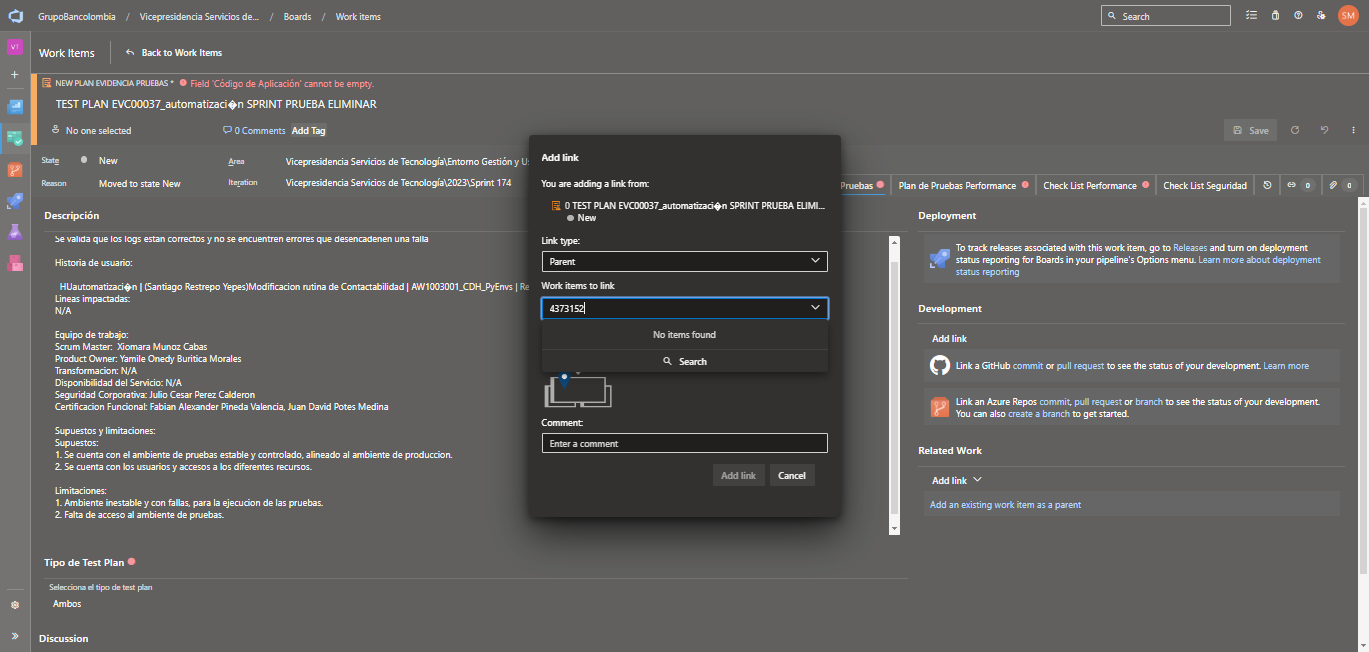 GrupoBancolombia / Vicepresidencia Servicios de... / Boards / Work items
Search
SM
VT
Work Items
Back to Work Items
NEW PLAN EVIDENCIA PRUEBAS * Field 'Código de Aplicación' cannot be empty.
TEST PLAN EVC00037_automatizaci�n SPRINT PRUEBA ELIMINAR
No one selected
0 Comments
Add Tag
Save
State
New
Area
Vicepresidencia Servicios de Tecnología\Entorno Gestión y Us
Reason
Moved to state New
Iteration
Vicepresidencia Servicios de Tecnología\2023\Sprint 174
Pruebas
Plan de Pruebas Performance
Check List Performance
Check List Seguridad
0
0
Descripción
Se valida que los logs estan correctos y no se encuentren errores que desencadenen una falla
Historia de usuario:
HUautomatizaci�n | (Santiago Restrepo Yepes)Modificacion rutina de Contactabilidad | AW1003001_CDH_PyEnvs | Re
Lineas impactadas:
N/A
Equipo de trabajo:
Scrum Master: Xiomara Munoz Cabas
Product Owner: Yamile Onedy Buritica Morales
Transformacion: N/A
Disponibilidad del Servicio: N/A
Seguridad Corporativa: Julio Cesar Perez Calderon
Certification Funcional: Fabian Alexander Pineda Valencia, Juan David Potes Medina
Supuestos y limitaciones:
Supuestos:
1. Se cuenta con el ambiente de pruebas estable y controlado, alineado al ambiente de produccion.
2. Se cuenta con los usuarios y accesos a los diferentes recursos.
Limitaciones:
1. Ambiente inestable y con fallas, para la ejecucion de las pruebas.
2. Falta de acceso al ambiente de pruebas.
Tipo de Test Plan
Selecciona el tipo de test plan
Ambos
Discussion
Add link
You are adding a link from:
0 TEST PLAN EVC00037_automatizaci�n SPRINT PRUEBA ELIMI...
New
Link type:
Parent
Work items to link
4373152
No items found
Search
Comment:
Enter a comment
Add link
Cancel
Deployment
To track releases associated with this work item, go to Releases and turn on deployment
status reporting for Boards in your pipeline's Options menu. Learn more about deployment
status reporting
Development
Add link
Link a GitHub commit or pull request to see the status of your development. Learn more
Link an Azure Repos commit, pull request or branch to see the status of your development.
You can also create a branch to get started.
Related Work
Add link
Add an existing work item as a parent